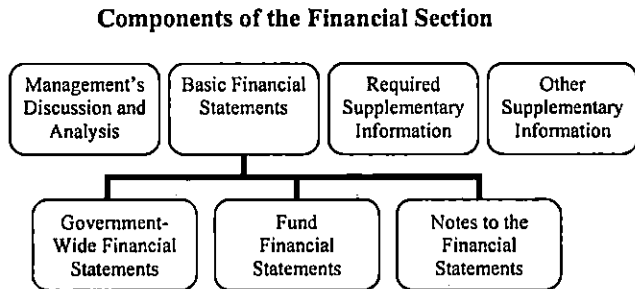 Components of the Financial Section
Management's
Discussion and
Analysis
Basic Financial
Statements
Required
Supplementary
Information
Other
Supplementary
Information
Government-
Wide Financial
Statements
Fund
Financial
Statements
Notes to the
Financial
Statements